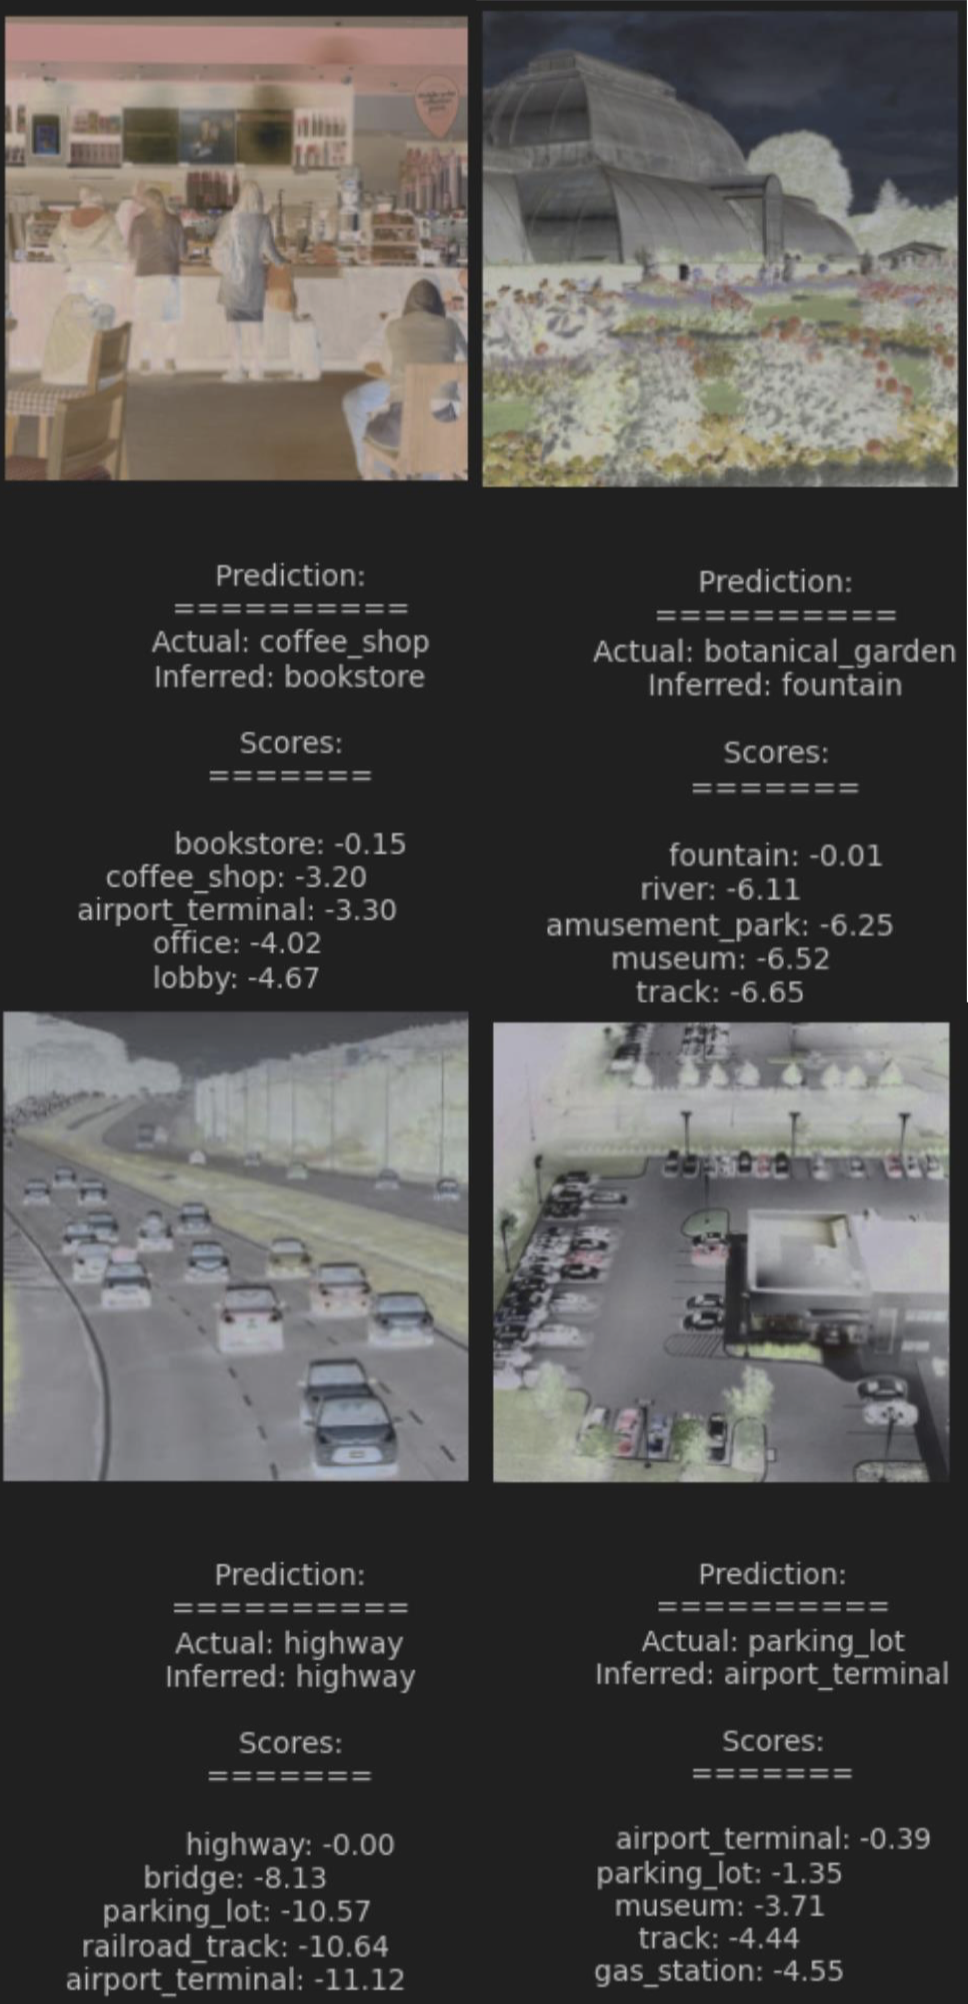 Prediction:
==========
Actual: coffee_shop
Inferred: bookstore
Scores:
=======
bookstore: -0.15
coffee_shop: -3.20
airport_terminal: -3.30
office: -4.02
lobby: -4.67
Prediction:
==========
Actual: botanical_garden
Inferred: fountain
Scores:
=======
fountain: -0.01
river: -6.11
amusement_park: -6.25
museum: -6.52
track: -6.65
Prediction:
==========
Actual: highway
Inferred: highway
Scores:
=======
highway: -0.00
bridge: -8.13
parking_lot: -10.57
railroad_track: -10.64
airport_terminal: -11.12
Prediction:
==========
Actual: parking_lot
Inferred: airport_terminal
Scores:
=======
airport_terminal: -0.39
parking_lot: -1.35
museum: -3.71
track: -4.44
gas_station: -4.55